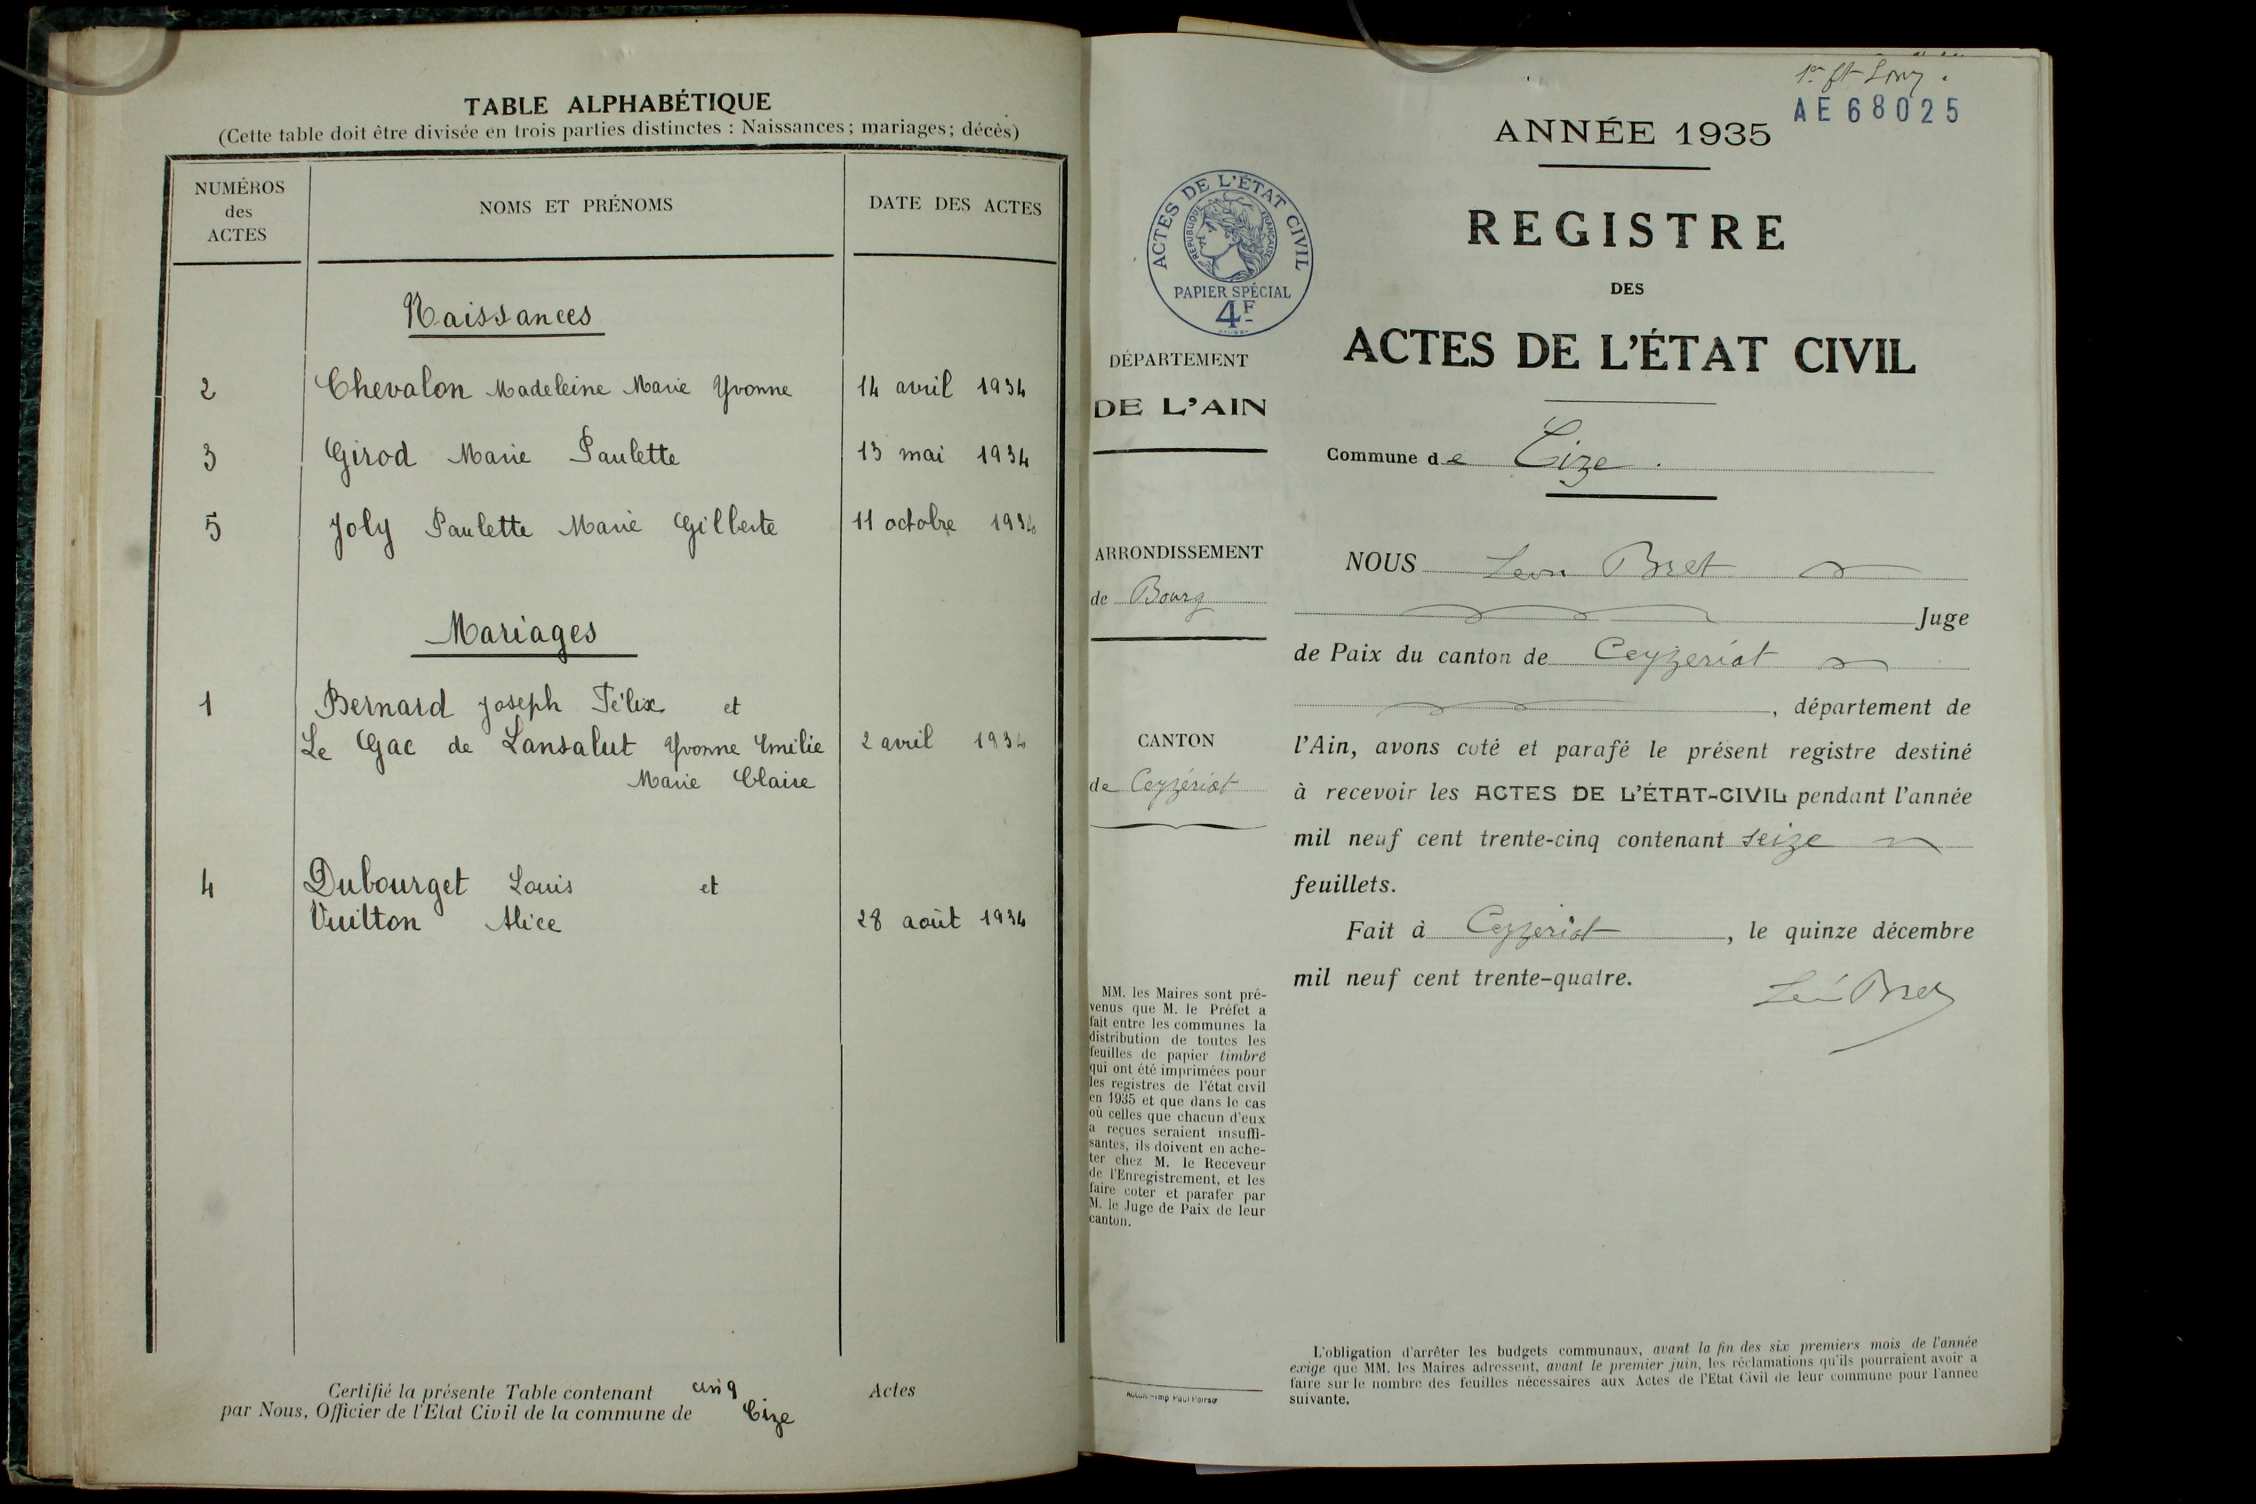 TABLE ALPHABÉTIQUE
(Cette table doit être divisée en trois parties distinctes : Naissances ; mariages ; décès)
NUMÉROS
des
ACTES
NOMS ET PRÉNOMS
DATE DES ACTES
Naissances
2 Chevalon Madeleine Marie Yvonne 14 avril 1934
3 Girod Marie Paulette 13 mai 1934
5 Joly Paulette Marie Gilberte 11 octobre 1934
Mariages
1 Bernard Joseph Félix et
Le Gac de Lansalut Yvonne Emilie 2 avril 1934
Marie Claire
4 Dubourget Louis et
Vuitton Alice 28 août 1934
Certifié la présente Table contenant cinq Actes
par Nous, Officier de l'Etat Civil de la commune de Cize
AE68025
ANNÉE 1935
REGISTRE
DES
ACTES DE L'ÉTAT CIVIL
Commune de Cize.
ACTES DE L'ÉTAT CIVIL
RÉPUBLIQUE FRANÇAISE
PAPIER SPÉCIAL
4F
DÉPARTEMENT
DE L'AIN
ARRONDISSEMENT
de Bourg
CANTON
de Ceyzériat
MM. les Maires sont pré-
venus que M. le Préfet a
fait entre les communes la
distribution de toutes les
feuilles de papier timbré
qui ont été imprimées pour
les registres de l'état civil
en 1935 et que dans le cas
où celles que chacun d'eux
a reçues seraient insuffi-
santes, ils doivent en ache-
ter chez M. le Receveur
de l'Enregistrement, et les
faire coter et parafer par
M. le Juge de Paix de leur
canton.
NOUS Leon Bret
Juge
de Paix du canton de Ceyzeriat
, département de
l'Ain, avons coté et parafé le présent registre destiné
à recevoir les ACTES DE L'ÉTAT-CIVIL pendant l'année
mil neuf cent trente-cinq contenant seize
feuillets.
Fait à Ceyzeriat, le quinze décembre
mil neuf cent trente-quatre.
Léon Bret
L'obligation d'arrêter les budgets communaux, avant la fin des six premiers mois de l'année
exige que MM. les Maires adressent, avant le premier juin, les réclamations qu'ils pourraient avoir a
faire sur le nombre des feuilles nécessaires aux Actes de l'Etat Civil de leur commune pour l'année
suivante.